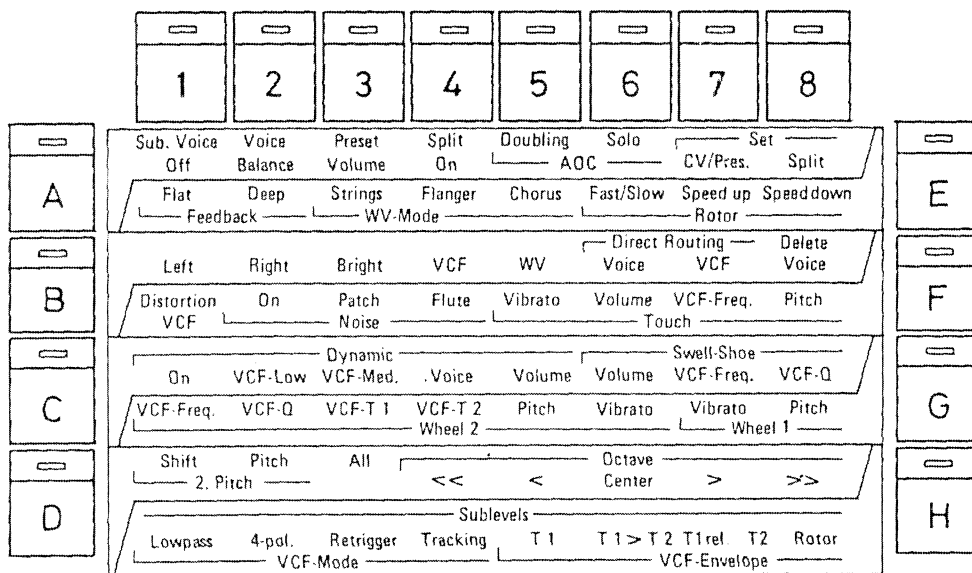 1 2 3 4 5 6 7 8
Sub. Voice Voice Preset Split Doubling Solo Set
Off Balance Volume On AOC CV/Pres. Split
A
E
Flat Deep Strings Flanger Chorus Fast/Slow Speed up Speed down
Feedback WV-Mode Rotor
Direct Routing Delete
Left Right Bright VCF WV Voice VCF Voice
B
F
Distortion On Patch Flute Vibrato Volume VCF-Freq. Pitch
VCF Noise Touch
Dynamic Swell-Shoe
On VCF-Low VCF-Med. Voice Volume Volume VCF-Freq. VCF-Q
C
G
VCF-Freq. VCF-Q VCF-T 1 VCF-T 2 Pitch Vibrato Vibrato Pitch
Wheel 2 Wheel 1
Shift Pitch All Octave
2. Pitch << < Center > >>
D
H
Sublevels
Lowpass 4-pol. Retrigger Tracking T 1 T 1 > T 2 T1 rel. T2 Rotor
VCF-Mode VCF-Envelope